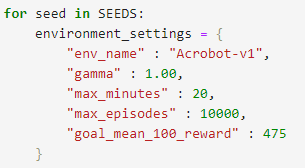 for seed in SEEDS:
    environment_settings = {
        "env_name" : "Acrobot-v1",
        "gamma" : 1.00,
        "max_minutes" : 20,
        "max_episodes" : 10000,
        "goal_mean_100_reward" : 475
    }